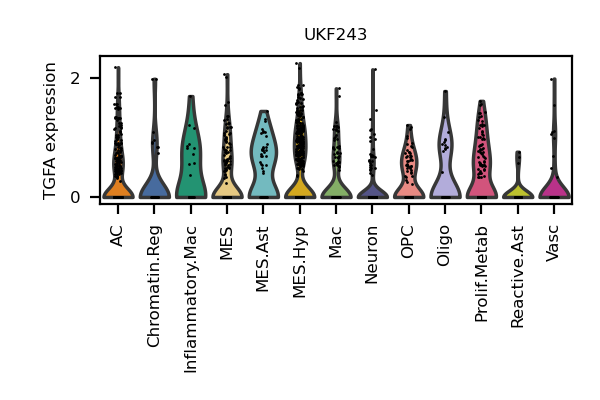 UKF243
TGFA expression
2
0
AC
Chromatin.Reg
Inflammatory.Mac
MES
MES.Ast
MES.Hyp
Mac
Neuron
OPC
Oligo
Prolif.Metab
Reactive.Ast
Vasc